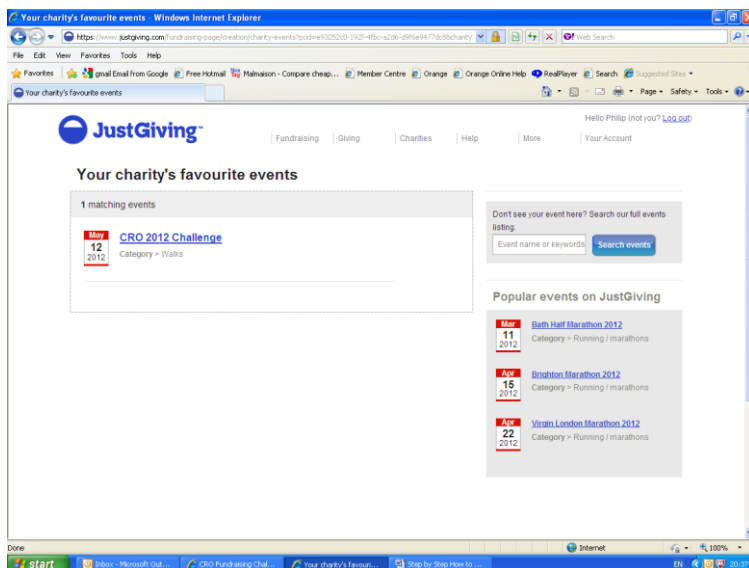 Your charity's favourite events - Windows Internet Explorer
https://www.justgiving.com/fundraising-page/creation/charity-events?
Web Search
File Edit View Favorites Tools Help
Favorites gmail Email from Google Free Hotmail Malmaison - Compare cheap... Member Centre Orange Orange Online Help RealPlayer Search Suggested Sites
Your charity's favourite events
Page Safety Tools
Hello Philip (not you? Log out)
JustGiving
Fundraising Giving Charities Help More Your Account
Your charity's favourite events
1 matching events
May
12
2012
CRO 2012 Challenge
Category > Walks
Don't see your event here? Search our full events
listing.
Event name or keywords Search events
Popular events on JustGiving
Mar
11
2012
Bath Half Marathon 2012
Category > Running / marathons
Apr
15
2012
Brighton Marathon 2012
Category > Running / marathons
Apr
22
2012
Virgin London Marathon 2012
Category > Running / marathons
Done Internet 100%
start Inbox - Microsoft Out... CRO Fundraising Chal... Your charity's favouri... Step by Step How to ... EN 20:37